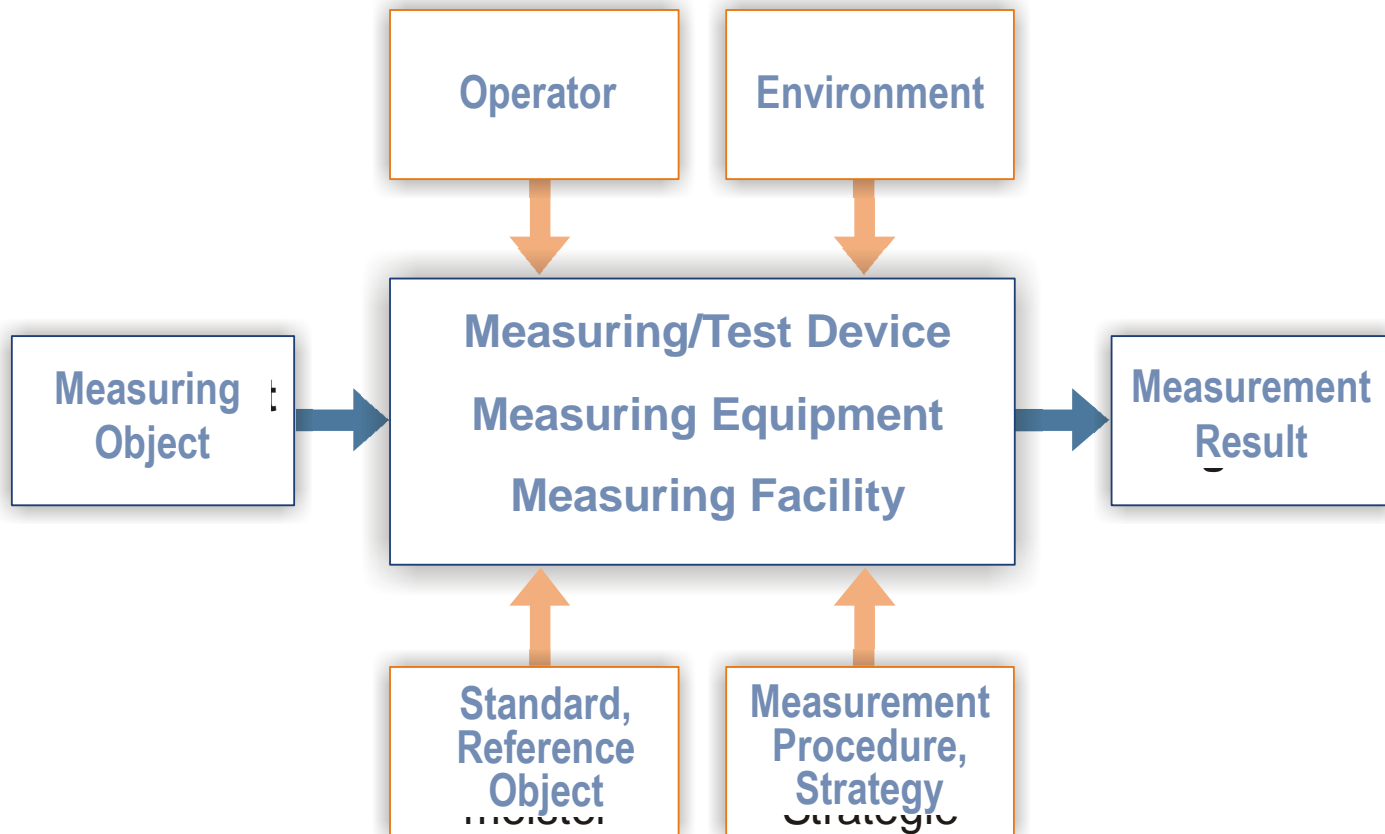 Operator
Environment
Measuring/Test Device
Measuring Equipment
Measuring Facility
Measuring
Object
Measurement
Result
Standard,
Reference
Object
Measurement
Procedure,
Strategy